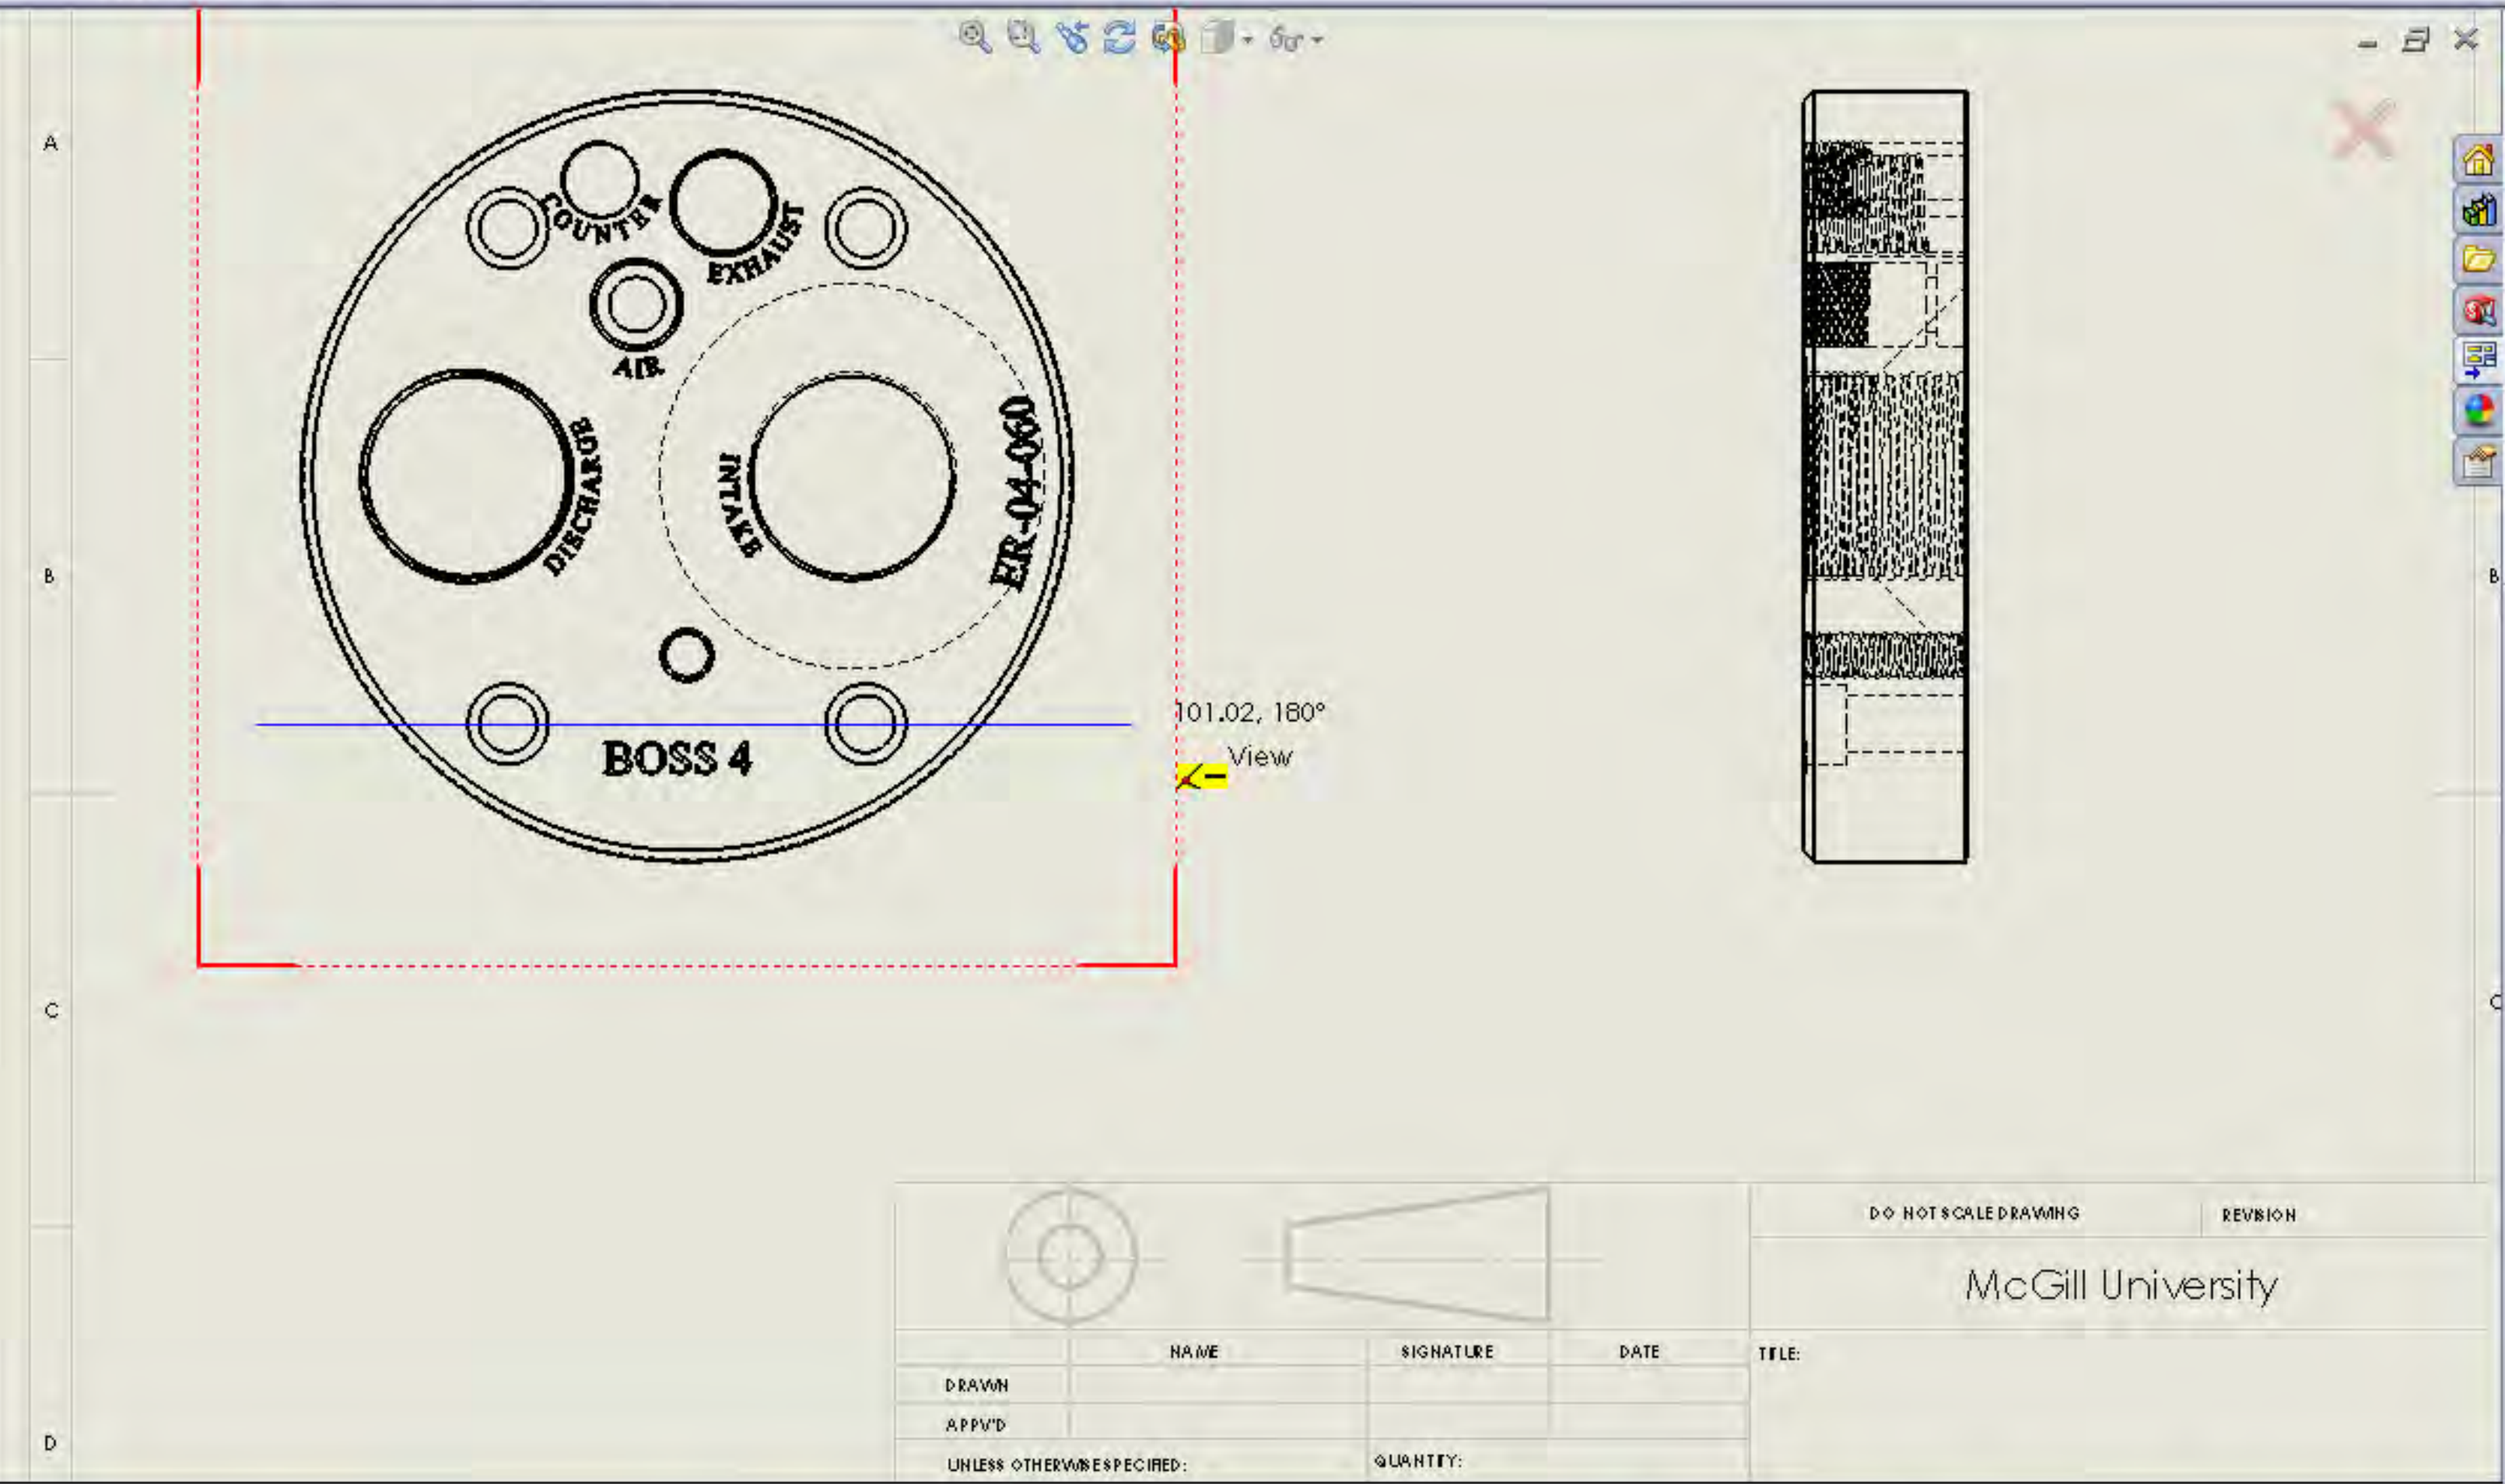 A
COUNTER
EXHAUST
AIR
DISCHARGE
INTAKE
ER-04-060
B
B
101.02, 180°
View
BOSS 4
C
C
DO NOT SCALE DRAWING
REVISION
McGill University
NAME
SIGNATURE
DATE
TITLE:
DRAWN
APPV'D
D
UNLESS OTHERWISE SPECIFIED:
QUANTITY: